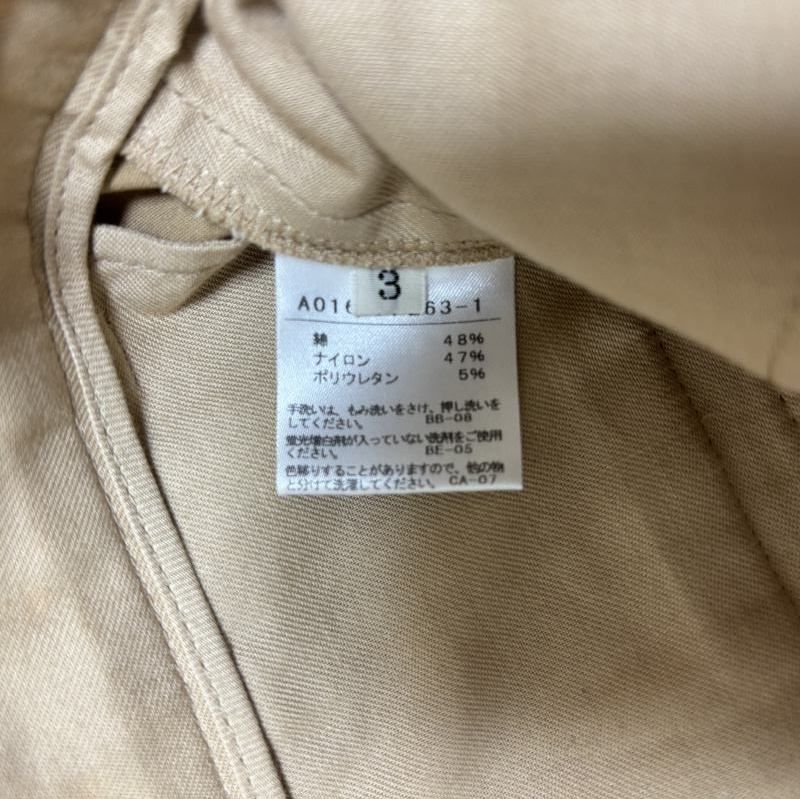 3
A016 263-1
綿 48%
ナイロン 47%
ポリウレタン 5%
手洗いは、もみ洗いをさけ、押し洗いを
してください。 BB-08
蛍光増白剤が入っていない洗剤をご使用
ください。 BE-05
色移りすることがありますので、他の物
と分けて洗濯してください。 CA-07